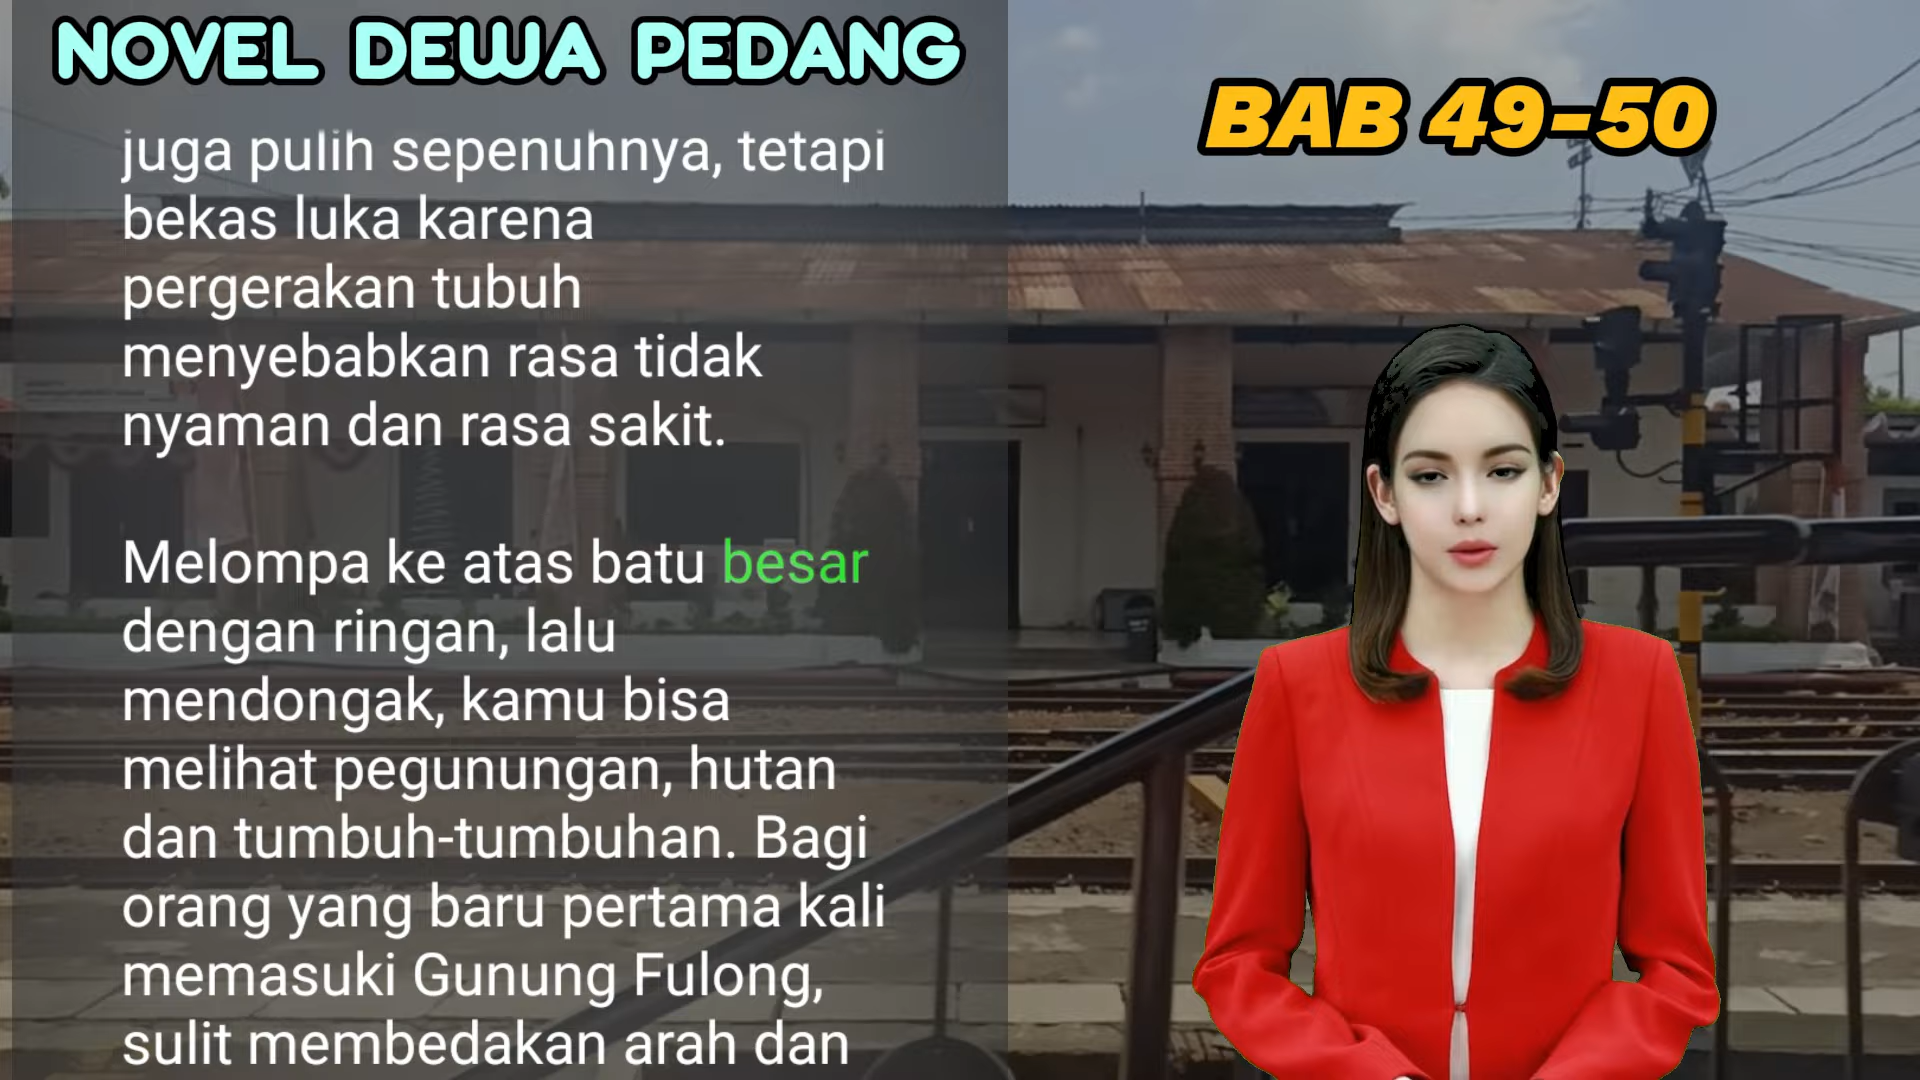 NOVEL DEWA PEDANG
BAB 49-50
juga pulih sepenuhnya, tetapi
bekas luka karena
pergerakan tubuh
menyebabkan rasa tidak
nyaman dan rasa sakit.
Melompa ke atas batu besar
dengan ringan, lalu
mendongak, kamu bisa
melihat pegunungan, hutan
dan tumbuh-tumbuhan. Bagi
orang yang baru pertama kali
memasuki Gunung Fulong,
sulit membedakan arah dan